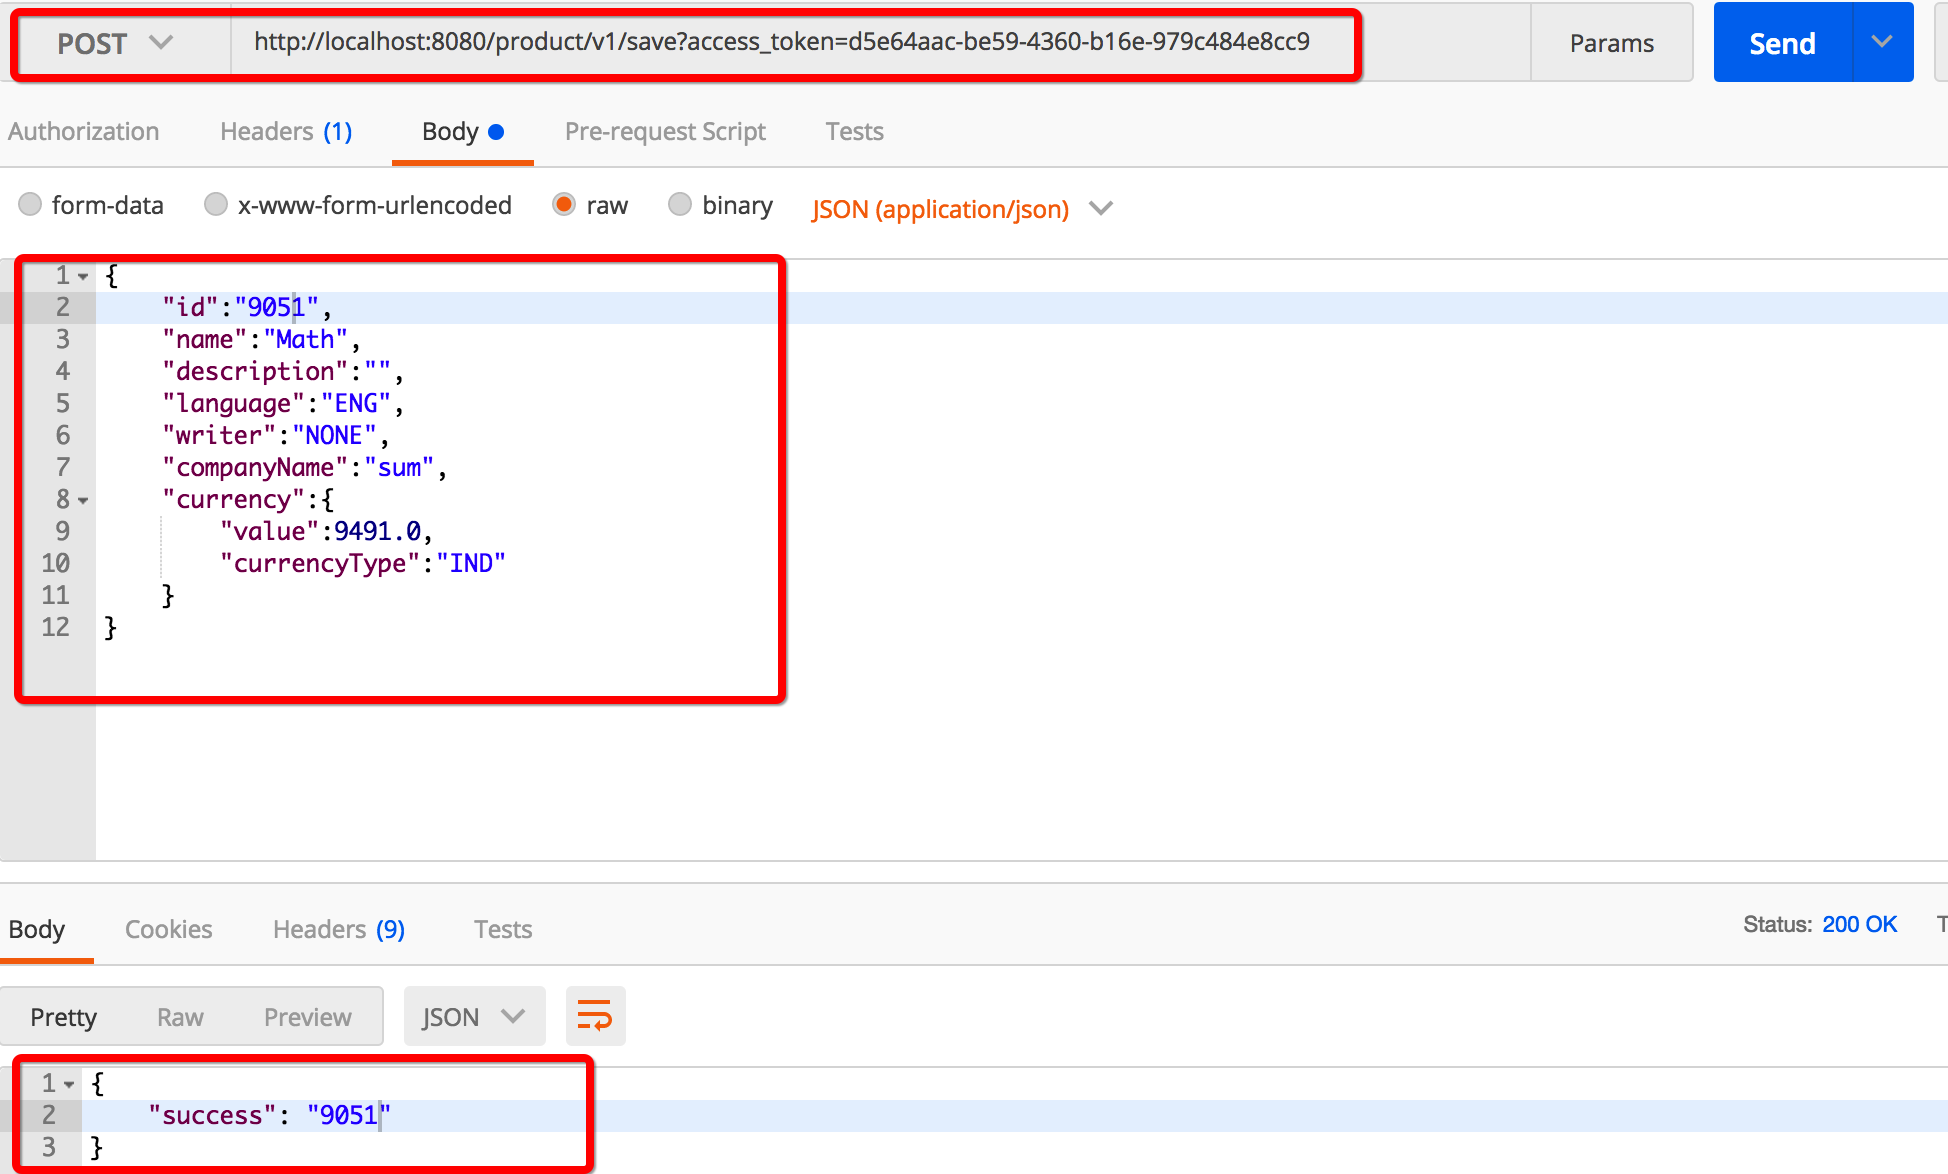 POST http://localhost:8080/product/v1/save?access_token=d5e64aac-be59-4360-b16e-979c484e8cc9 Params Send
Authorization Headers (1) Body Pre-request Script Tests
form-data x-www-form-urlencoded raw binary JSON (application/json)
1 {
2 "id":"9051",
3 "name":"Math",
4 "description":"",
5 "language":"ENG",
6 "writer":"NONE",
7 "companyName":"sum",
8 "currency":{
9 "value":9491.0,
10 "currencyType":"IND"
11 }
12 }
Body Cookies Headers (9) Tests Status: 200 OK T
Pretty Raw Preview JSON
1 {
2 "success": "9051"
3 }